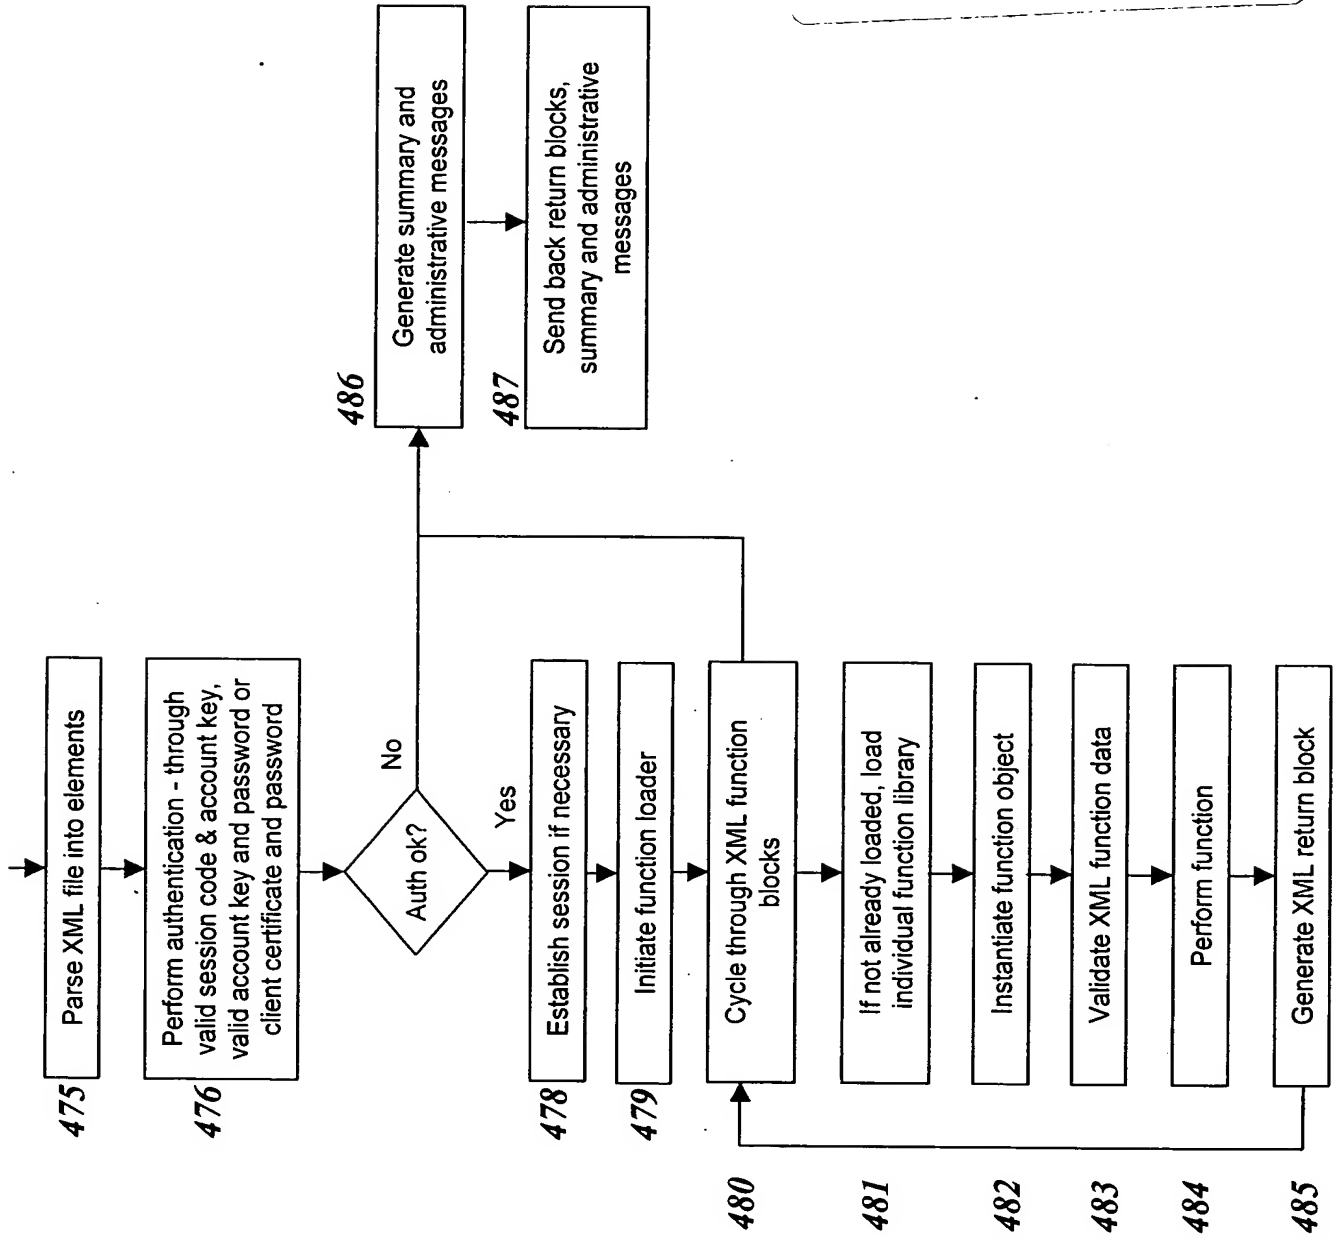 475
Parse XML file into elements
476
Perform authentication - through
valid session code & account key,
valid account key and password or
client certificate and password
Auth ok?
No
Yes
478
Establish session if necessary
479
Initiate function loader
480
Cycle through XML function
blocks
481
If not already loaded, load
individual function library
482
Instantiate function object
483
Validate XML function data
484
Perform function
485
Generate XML return block
486
Generate summary and
administrative messages
487
Send back return blocks,
summary and administrative
messages